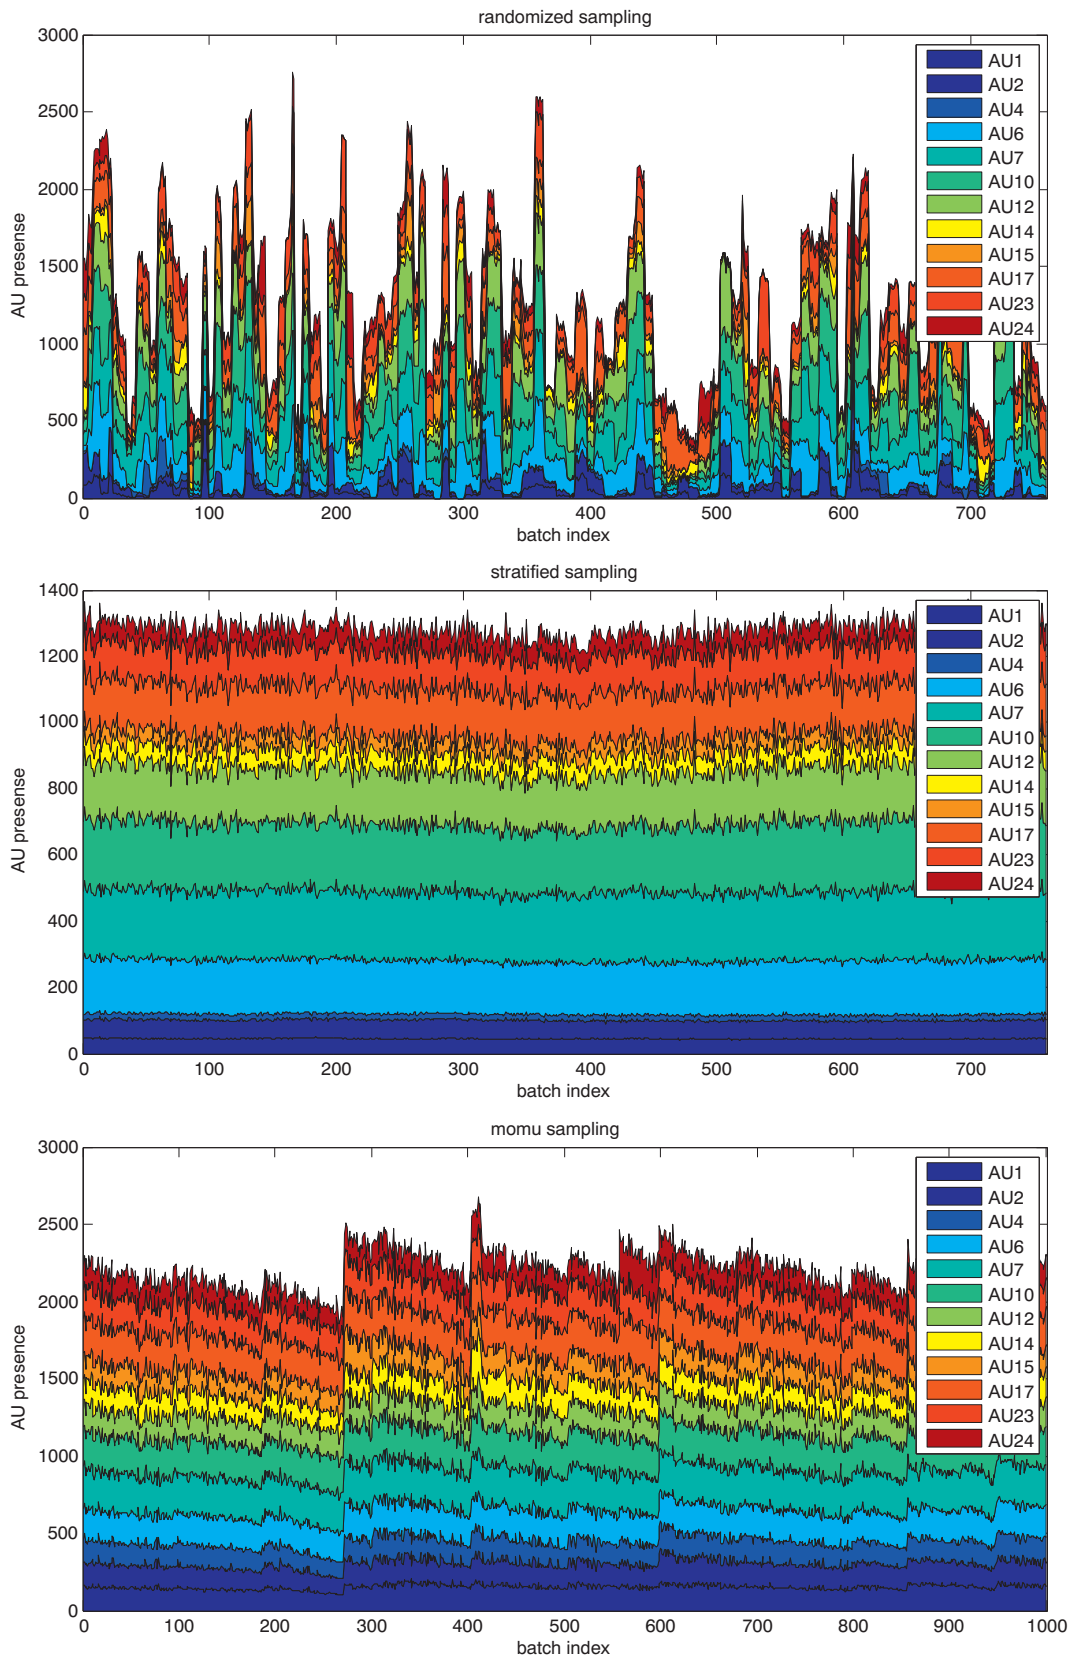 randomized sampling
3000
2500
2000
1500
1000
500
0
AU presense
0 100 200 300 400 500 600 700
batch index
AU1
AU2
AU4
AU6
AU7
AU10
AU12
AU14
AU15
AU17
AU23
AU24
stratified sampling
1400
1200
1000
800
600
400
200
0
AU presense
0 100 200 300 400 500 600 700
batch index
AU1
AU2
AU4
AU6
AU7
AU10
AU12
AU14
AU15
AU17
AU23
AU24
momu sampling
3000
2500
2000
1500
1000
500
0
AU presence
0 100 200 300 400 500 600 700 800 900 1000
batch index
AU1
AU2
AU4
AU6
AU7
AU10
AU12
AU14
AU15
AU17
AU23
AU24